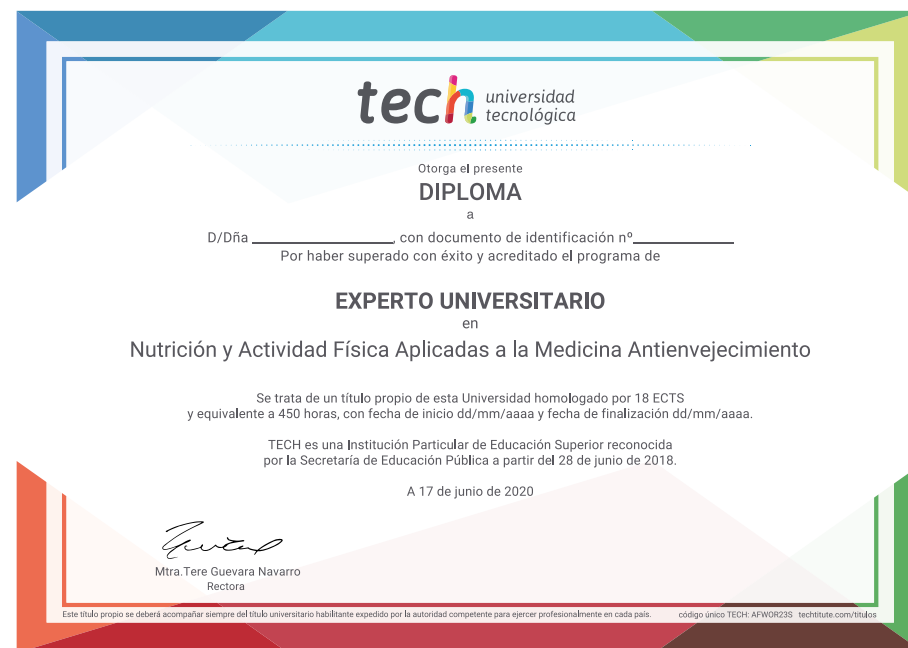 tech universidad
tecnológica
Otorga el presente
DIPLOMA
a
D/Dña ____________________, con documento de identificación nº______________
Por haber superado con éxito y acreditado el programa de
EXPERTO UNIVERSITARIO
en
Nutrición y Actividad Física Aplicadas a la Medicina Antienvejecimiento
Se trata de un título propio de esta Universidad homologado por 18 ECTS
y equivalente a 450 horas, con fecha de inicio dd/mm/aaaa y fecha de finalización dd/mm/aaaa.
TECH es una Institución Particular de Educación Superior reconocida
por la Secretaría de Educación Pública a partir del 28 de junio de 2018.
A 17 de junio de 2020
Mtra.Tere Guevara Navarro
Rectora
Este título propio se deberá acompañar siempre del título universitario habilitante expedido por la autoridad competente para ejercer profesionalmente en cada país. código único TECH: AFWOR23S techtitute.com/titulos